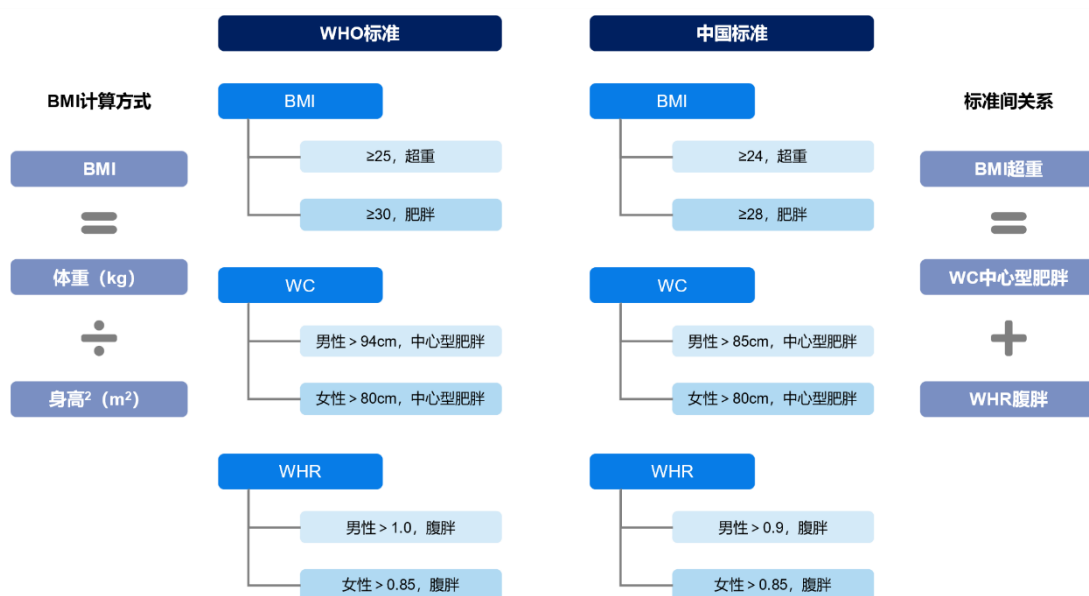 WHO标准
中国标准
BMI计算方式
BMI
=
体重（kg）
÷
身高²（m²）
BMI
≥25，超重
≥30，肥胖
WC
男性＞94cm，中心型肥胖
女性＞80cm，中心型肥胖
WHR
男性＞1.0，腹胖
女性＞0.85，腹胖
BMI
≥24，超重
≥28，肥胖
WC
男性＞85cm，中心型肥胖
女性＞80cm，中心型肥胖
WHR
男性＞0.9，腹胖
女性＞0.85，腹胖
标准间关系
BMI超重
=
WC中心型肥胖
+
WHR腹胖